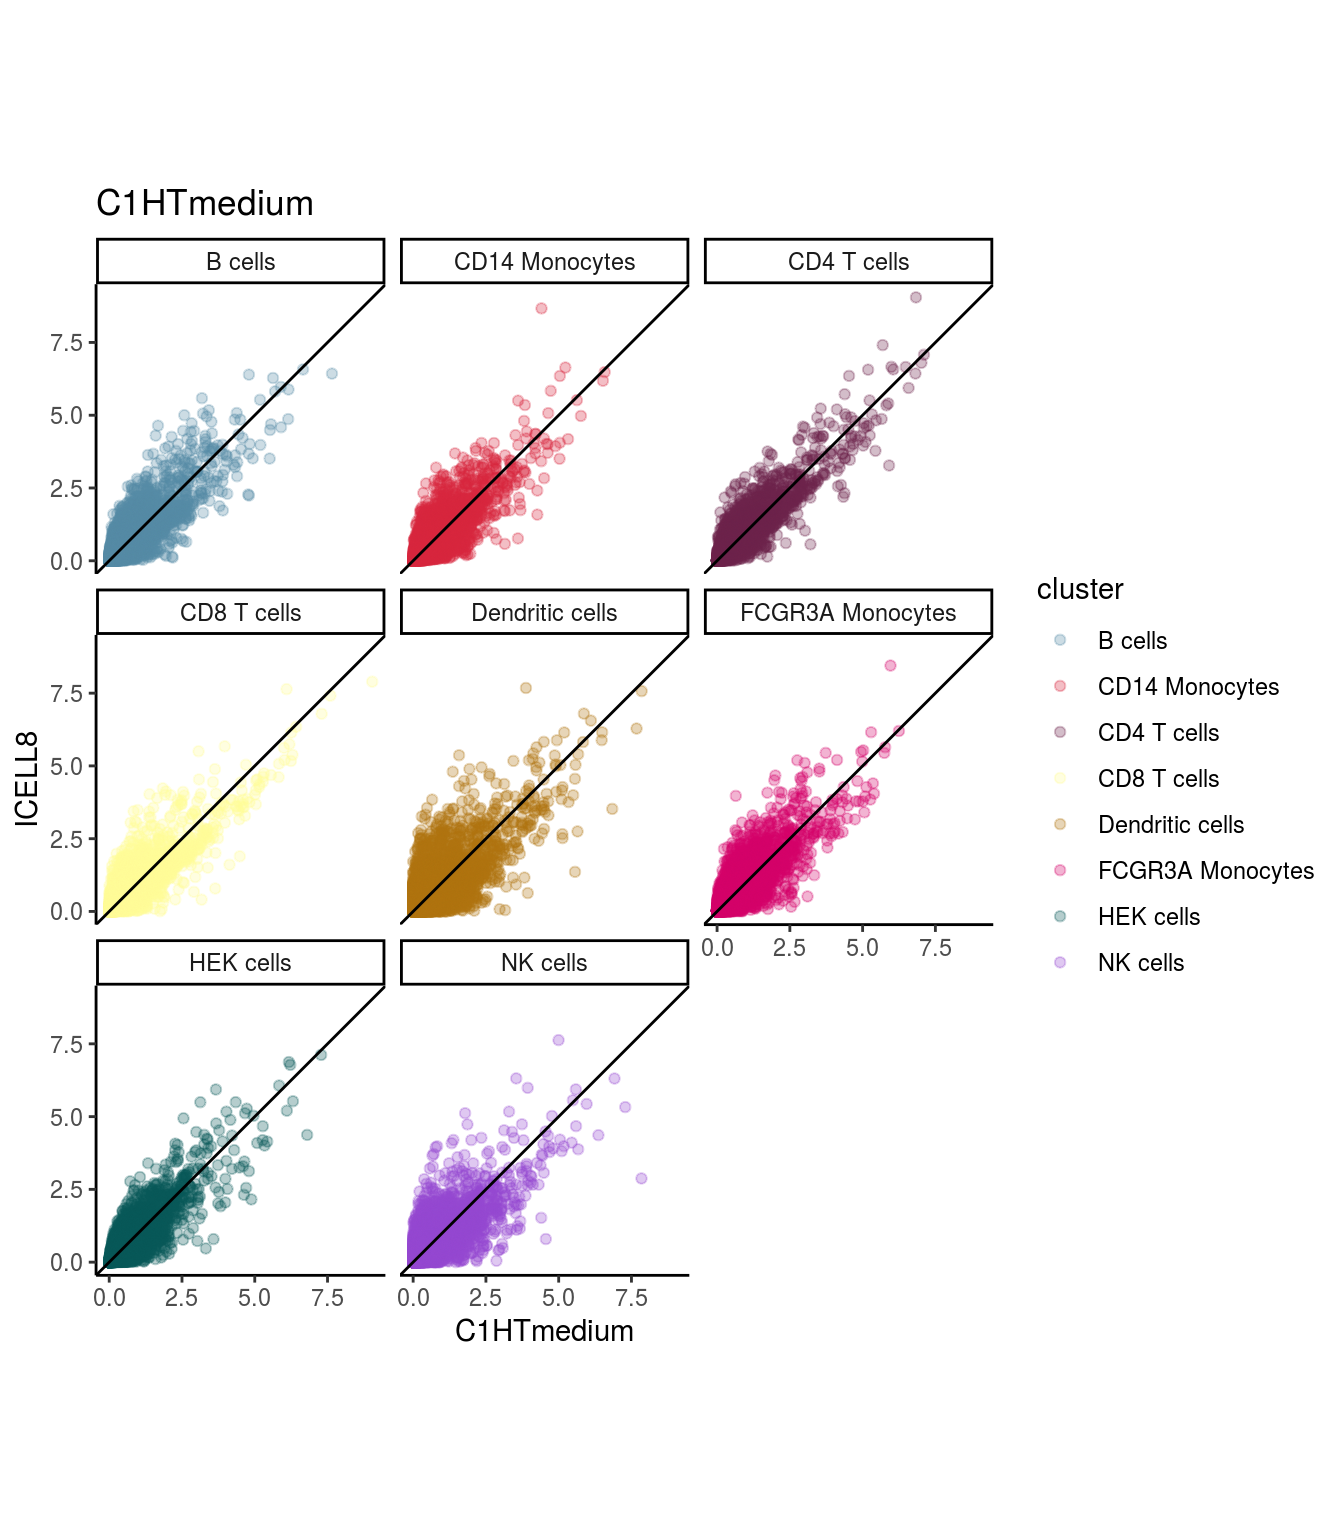 C1HTmedium
B cells
CD14 Monocytes
CD4 T cells
7.5
5.0
2.5
0.0
CD8 T cells
Dendritic cells
FCGR3A Monocytes
7.5
5.0
2.5
0.0
0.0 2.5 5.0 7.5
HEK cells
NK cells
7.5
5.0
2.5
0.0
0.0 2.5 5.0 7.5
0.0 2.5 5.0 7.5
C1HTmedium
ICELL8
cluster
B cells
CD14 Monocytes
CD4 T cells
CD8 T cells
Dendritic cells
FCGR3A Monocytes
HEK cells
NK cells